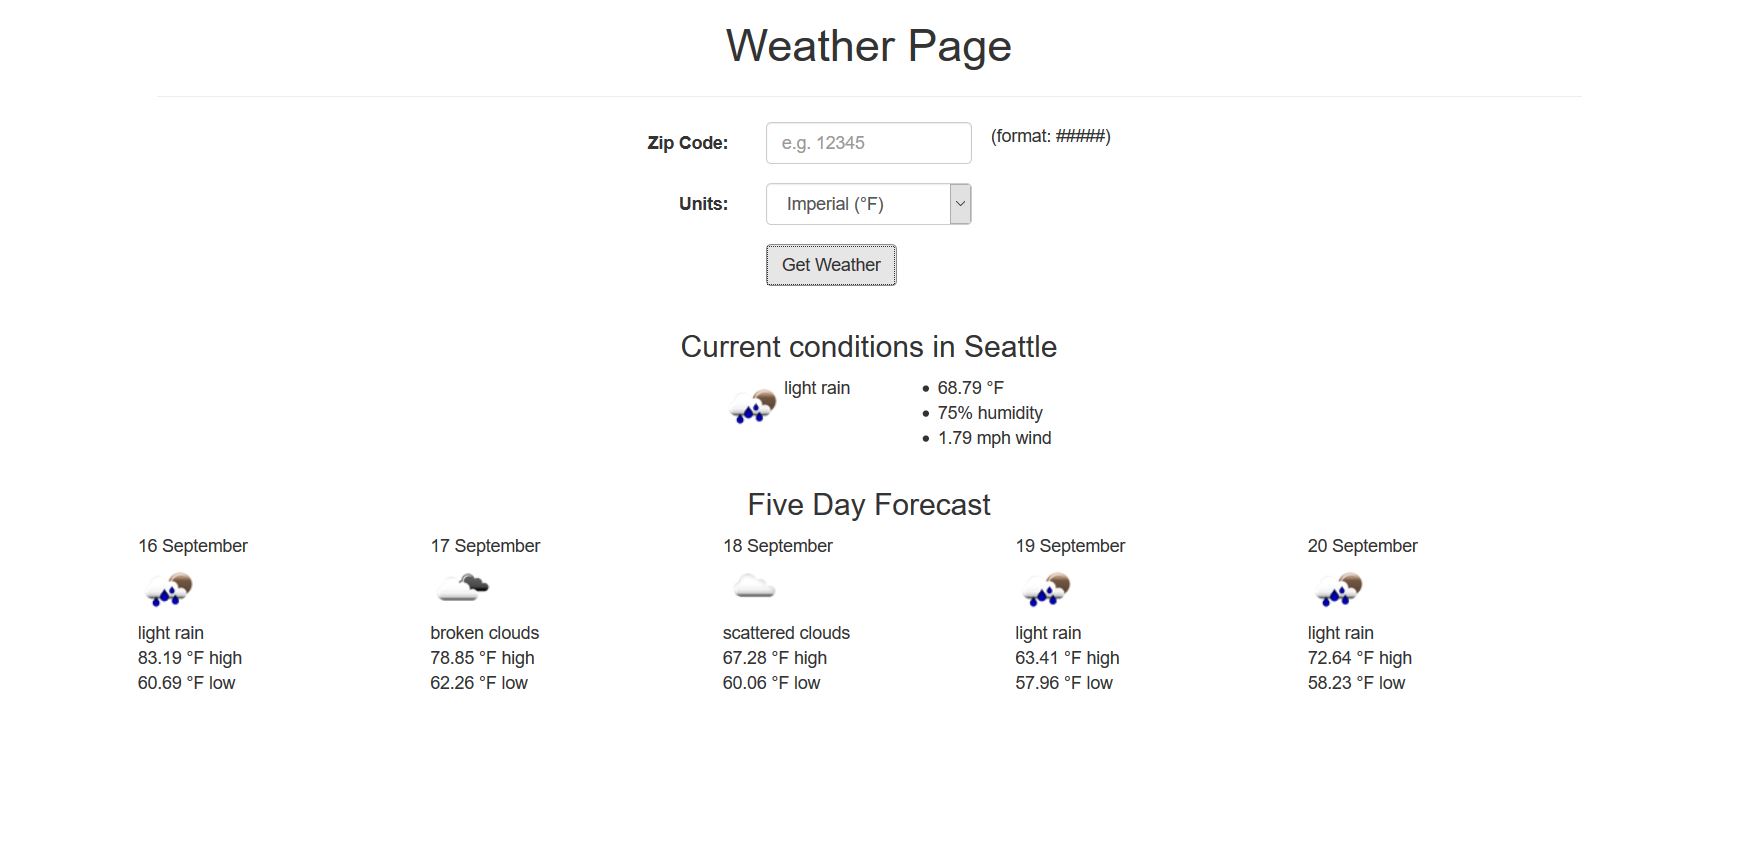 Weather Page
Zip Code: e.g. 12345 (format: #####)
Units: Imperial (°F)
Get Weather
Current conditions in Seattle
light rain
• 68.79 °F
• 75% humidity
• 1.79 mph wind
Five Day Forecast
16 September
light rain
83.19 °F high
60.69 °F low
17 September
broken clouds
78.85 °F high
62.26 °F low
18 September
scattered clouds
67.28 °F high
60.06 °F low
19 September
light rain
63.41 °F high
57.96 °F low
20 September
light rain
72.64 °F high
58.23 °F low